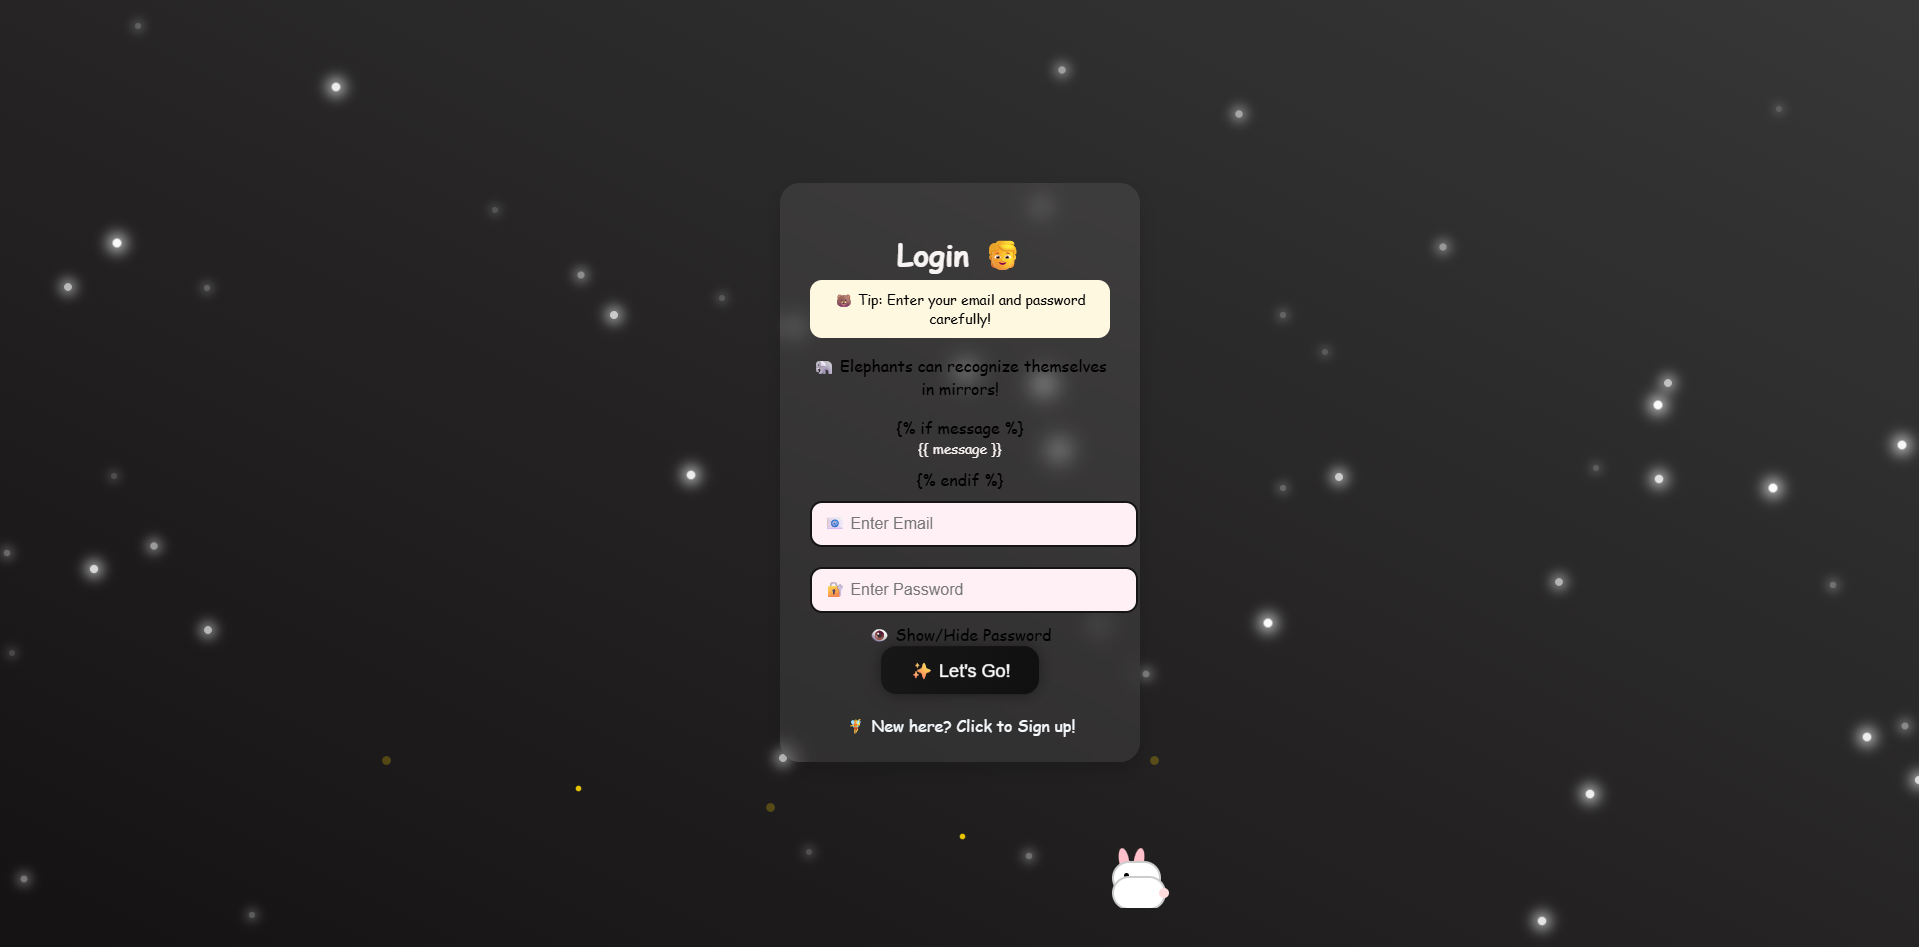 Login
Tip: Enter your email and password
carefully!
Elephants can recognize themselves
in mirrors!
{% if message %}
{{ message }}
{% endif %}
Enter Email
Enter Password
Show/Hide Password
Let's Go!
New here? Click to Sign up!